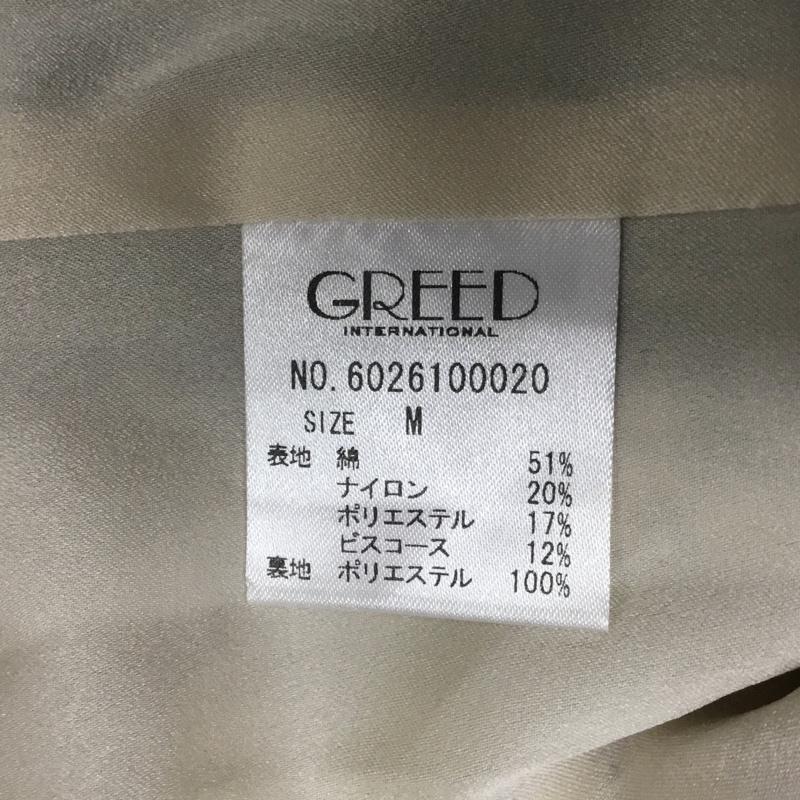 GREED
INTERNATIONAL
NO. 6026100020
SIZE M
表地 綿 51%
ナイロン 20%
ポリエステル 17%
ビスコース 12%
裏地 ポリエステル 100%